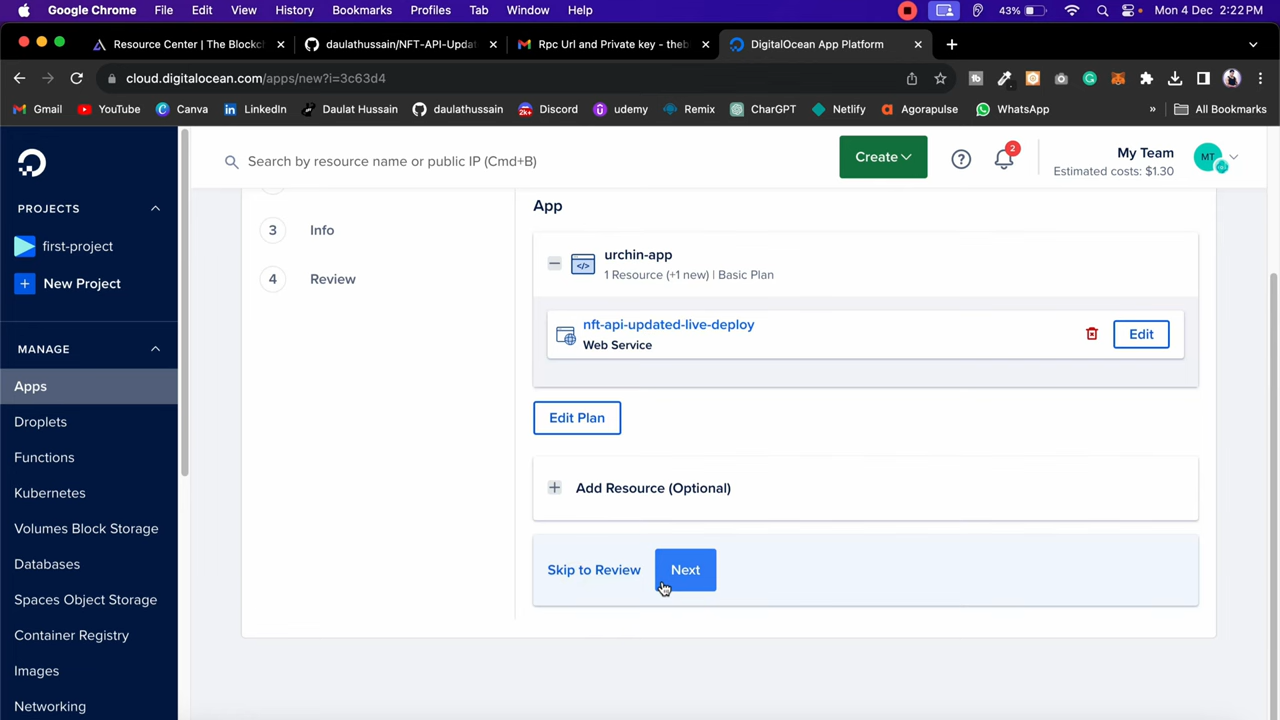 Google Chrome File Edit View History Bookmarks Profiles Tab Window Help 43% Mon 4 Dec 2:22 PM
Resource Center | The Blockch daulathussain/NFT-API-Updat Rpc Url and Private key - theb DigitalOcean App Platform
cloud.digitalocean.com/apps/new?i=3c63d4
Gmail YouTube Canva LinkedIn Daulat Hussain daulathussain Discord udemy Remix CharGPT Netlify Agorapulse WhatsApp » All Bookmarks
Search by resource name or public IP (Cmd+B)
Create
2
My Team
Estimated costs: $1.30
MT
PROJECTS
first-project
New Project
MANAGE
Apps
Droplets
Functions
Kubernetes
Volumes Block Storage
Databases
Spaces Object Storage
Container Registry
Images
Networking
3 Info
4 Review
App
urchin-app
1 Resource (+1 new) | Basic Plan
nft-api-updated-live-deploy
Web Service
Edit
Edit Plan
Add Resource (Optional)
Skip to Review
Next